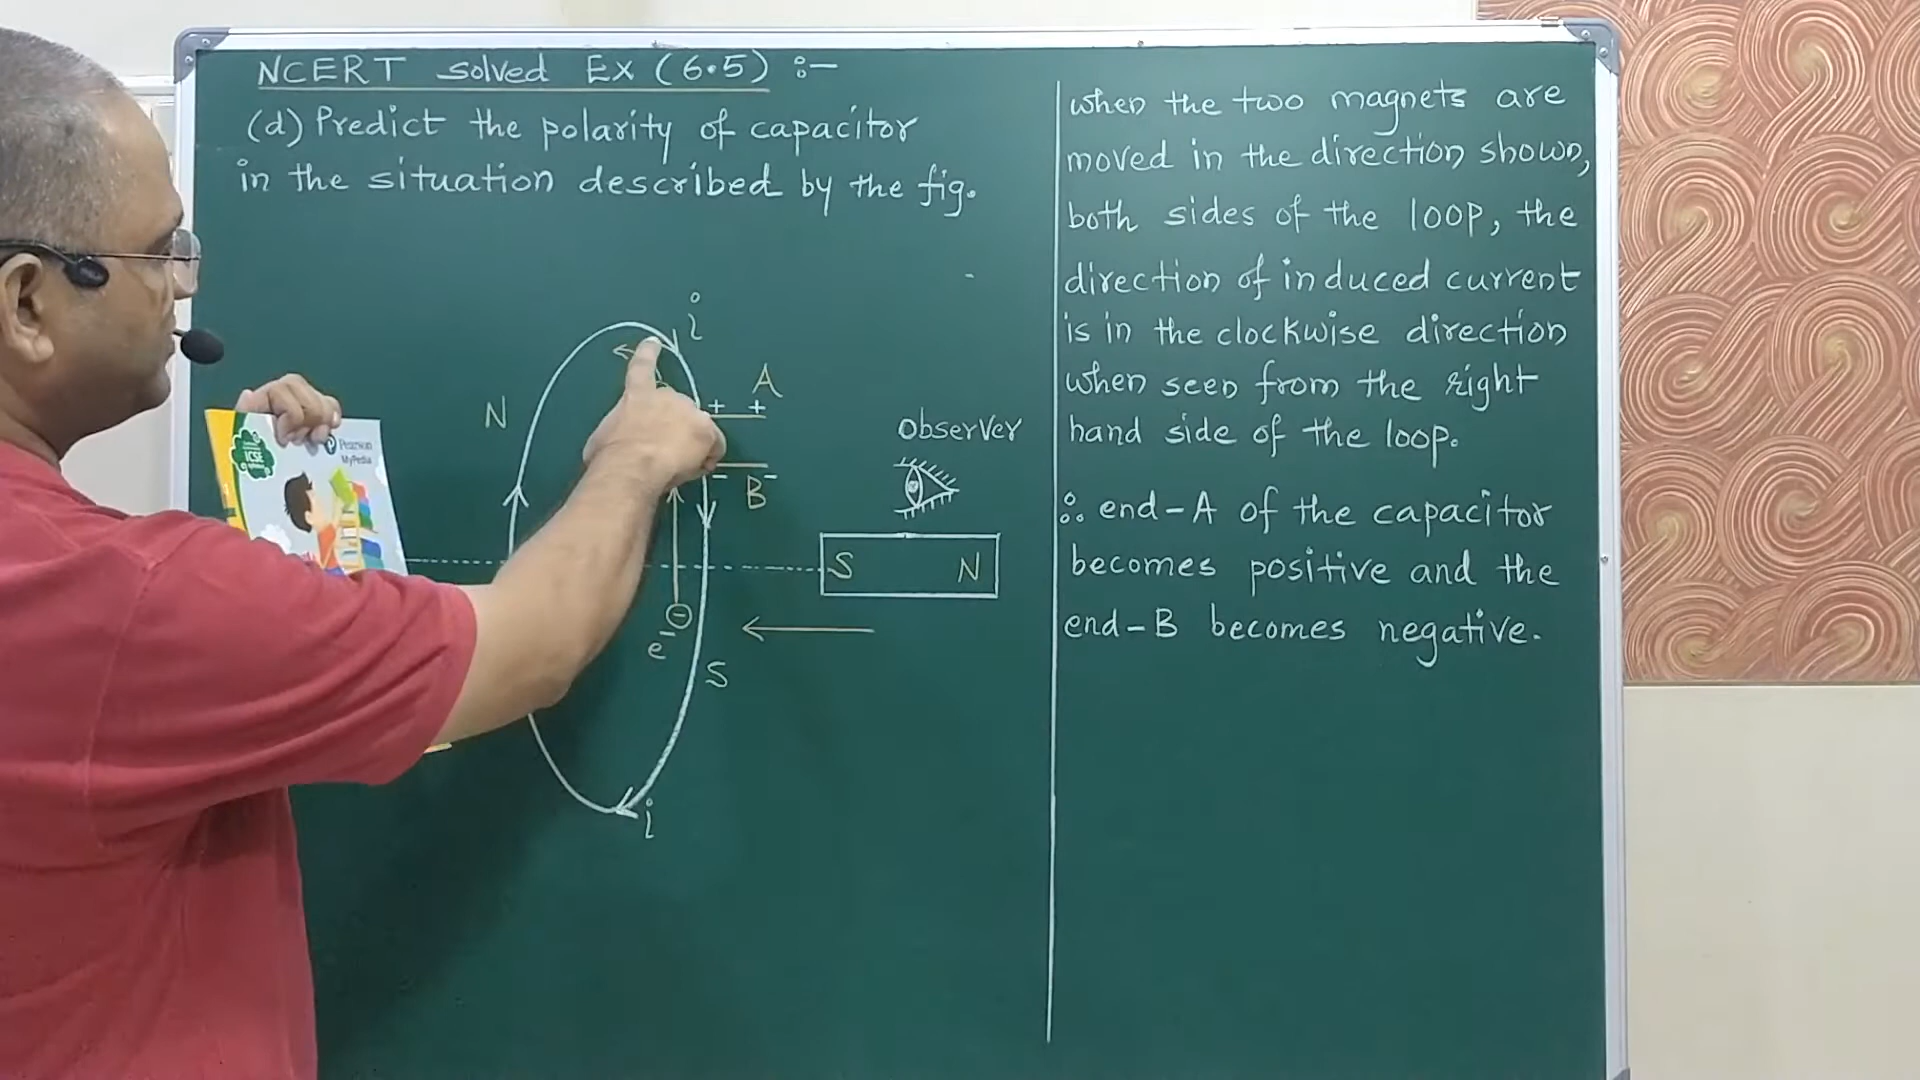 NCERT solved Ex (6.5) :-
(d) Predict the polarity of capacitor
in the situation described by the fig.
i
A
+ +
N
- -
B
observer
S N
e⁻
S
i
ICSE
Pearson
MyPedia
when the two magnets are
moved in the direction shown,
both sides of the loop, the
direction of induced current
is in the clockwise direction
when seen from the right
hand side of the loop.
∴ end-A of the capacitor
becomes positive and the
end-B becomes negative.